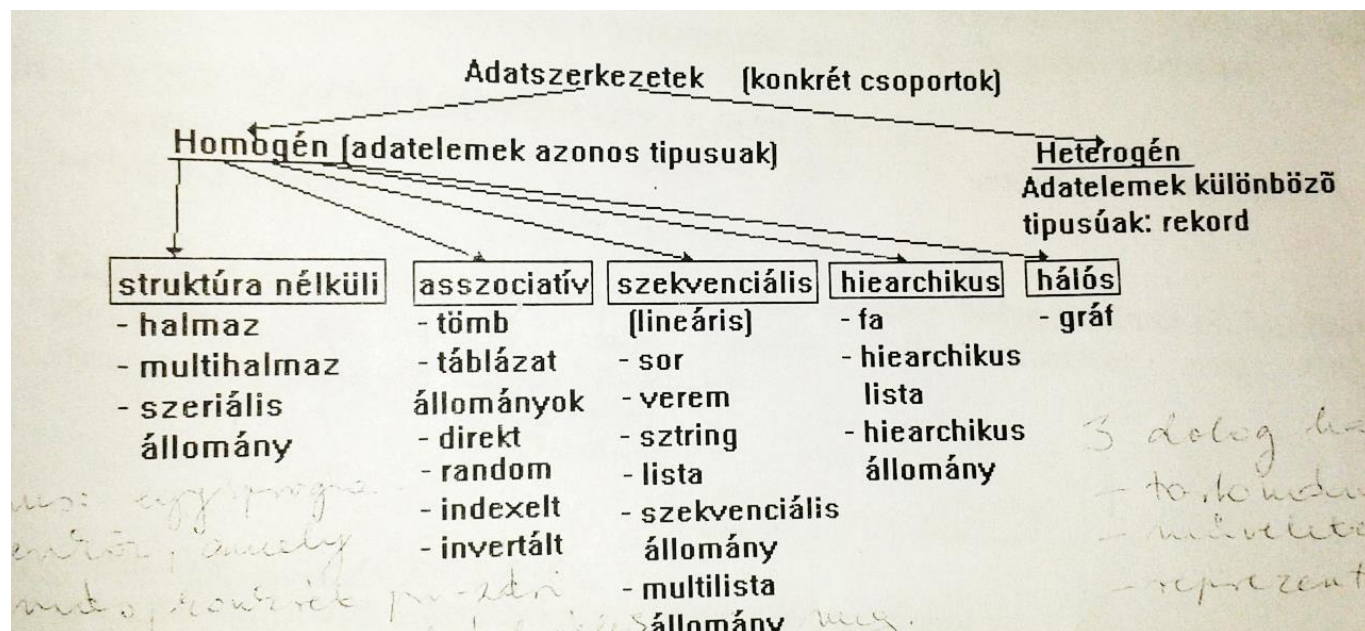 Adatszerkezetek (konkrét csoportok)
Homogén (adatelemek azonos tipusuak)
Heterogén
Adatelemek különbözõ
tipusúak: rekord
struktúra nélküli
- halmaz
- multihalmaz
- szeriális
állomány
asszociatív
- tömb
- táblázat
állományok
- direkt
- random
- indexelt
- invertált
szekvenciális
(lineáris)
- sor
- verem
- sztring
- lista
- szekvenciális
állomány
- multilista
állomány
hiearchikus
- fa
- hiearchikus
lista
- hiearchikus
állomány
hálós
- gráf
3 dolog
amely